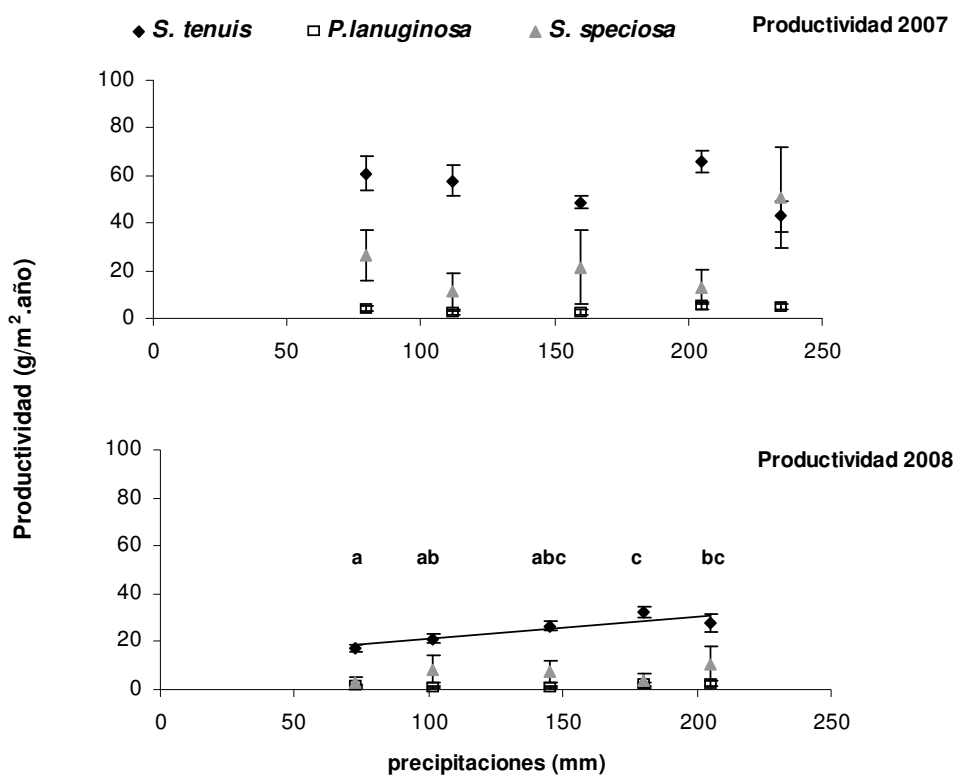 S. tenuis P.lanuginosa S. speciosa Productividad 2007
100
80
60
40
20
0
0 50 100 150 200 250
Productividad (g/m².año)
Productividad 2008
100
80
60
40
20
0
a ab abc c bc
0 50 100 150 200 250
precipitaciones (mm)